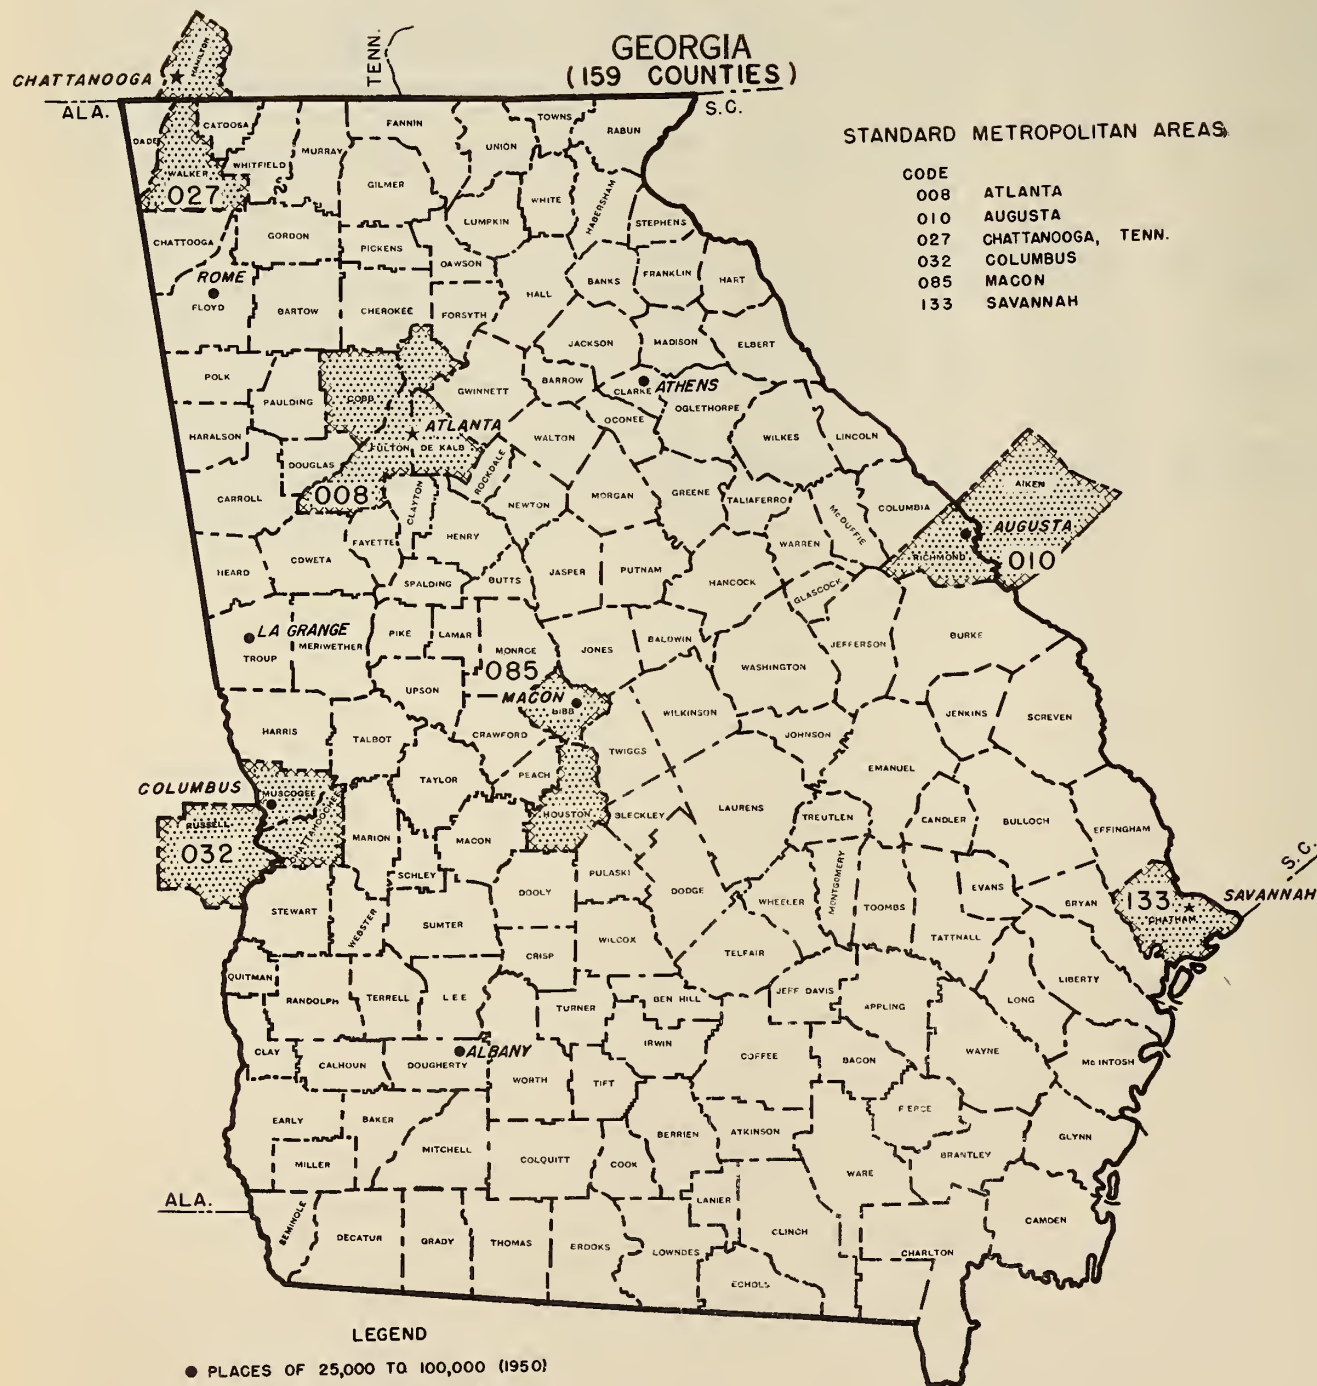 GEORGIA
(159 COUNTIES)
TENN.
CHATTANOOGA
HAMILTON
ALA.
S.C.
STANDARD METROPOLITAN AREAS
CODE
008 ATLANTA
010 AUGUSTA
027 CHATTANOOGA, TENN.
032 COLUMBUS
085 MACON
133 SAVANNAH
DADE
CATOOSA
WALKER
027
WHITFIELD
MURRAY
FANNIN
UNION
TOWNS
RABUN
GILMER
LUMPKIN
WHITE
HABERSHAM
STEPHENS
CHATTOOGA
GORDON
PICKENS
DAWSON
HALL
BANKS
FRANKLIN
HART
ROME
FLOYD
BARTOW
CHEROKEE
FORSYTH
JACKSON
MADISON
ELBERT
POLK
PAULDING
COBB
GWINNETT
BARROW
CLARKE
ATHENS
OGLETHORPE
OCONEE
HARALSON
ATLANTA
FULTON
DE KALB
WALTON
WILKES
LINCOLN
DOUGLAS
ROCKDALE
CARROLL
008
CLAYTON
NEWTON
MORGAN
GREENE
TALIAFERRO
McDUFFIE
COLUMBIA
AIKEN
AUGUSTA
RICHMOND
010
HEARD
COWETA
FAYETTE
HENRY
SPALDING
BUTTS
JASPER
PUTNAM
HANCOCK
WARREN
GLASCOCK
LA GRANGE
TROUP
MERIWETHER
PIKE
LAMAR
MONROE
085
JONES
BALDWIN
WASHINGTON
JEFFERSON
BURKE
UPSON
MACON
BIBB
WILKINSON
JENKINS
SCREVEN
HARRIS
TALBOT
CRAWFORD
TWIGGS
JOHNSON
TAYLOR
PEACH
EMANUEL
COLUMBUS
MUSCOGEE
CHATTAHOOCHEE
RUSSELL
032
HOUSTON
BLECKLEY
LAURENS
TREUTLEN
CANDLER
BULLOCH
EFFINGHAM
MARION
MACON
SCHLEY
DOOLY
PULASKI
DODGE
WHEELER
MONTGOMERY
TOOMBS
EVANS
BRYAN
133
CHATHAM
SAVANNAH
S.C.
STEWART
WEBSTER
SUMTER
CRISP
WILCOX
TELFAIR
TATTNALL
LIBERTY
LONG
QUITMAN
RANDOLPH
TERRELL
LEE
TURNER
BEN HILL
JEFF DAVIS
APPLING
CLAY
CALHOUN
DOUGHERTY
ALBANY
WORTH
TIFT
IRWIN
COFFEE
BACON
WAYNE
McINTOSH
EARLY
BAKER
MITCHELL
COLQUITT
COOK
BERRIEN
ATKINSON
PIERCE
WARE
BRANTLEY
GLYNN
MILLER
ALA.
SEMINOLE
DECATUR
GRADY
THOMAS
BROOKS
LOWNDES
LANIER
CLINCH
ECHOLS
CHARLTON
CAMDEN
LEGEND
● PLACES OF 25,000 TO 100,000 (1950)